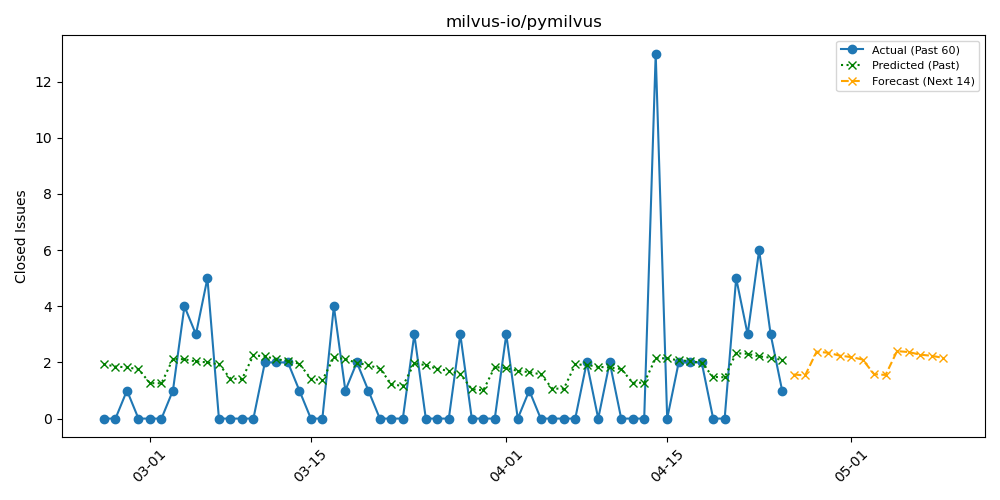 milvus-io/pymilvus
Actual (Past 60)
Predicted (Past)
Forecast (Next 14)
Closed Issues
12
10
8
6
4
2
0
03-01
03-15
04-01
04-15
05-01